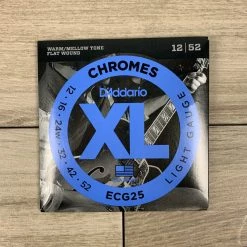 WARM/MELLOW TONE
FLAT WOUND
12 | 52
CHROMES
D'Addario
XL
12 · 16 · 24W · 32 · 42 · 52
LIGHT GAUGE
ECG25